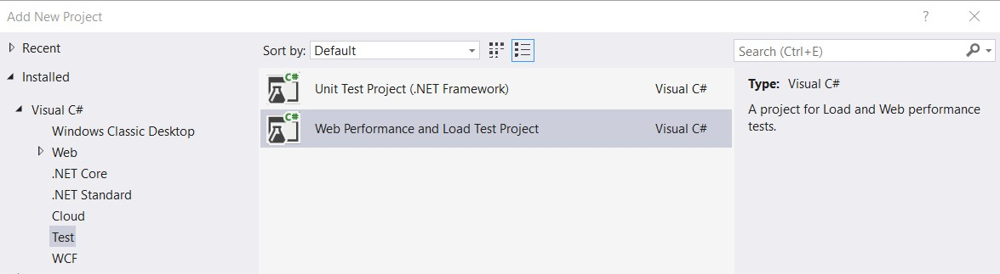 Add New Project
?
Recent
Installed
Visual C#
Windows Classic Desktop
Web
.NET Core
.NET Standard
Cloud
Test
WCF
Sort by: Default
C# Unit Test Project (.NET Framework) Visual C#
C# Web Performance and Load Test Project Visual C#
Search (Ctrl+E)
Type: Visual C#
A project for Load and Web performance
tests.